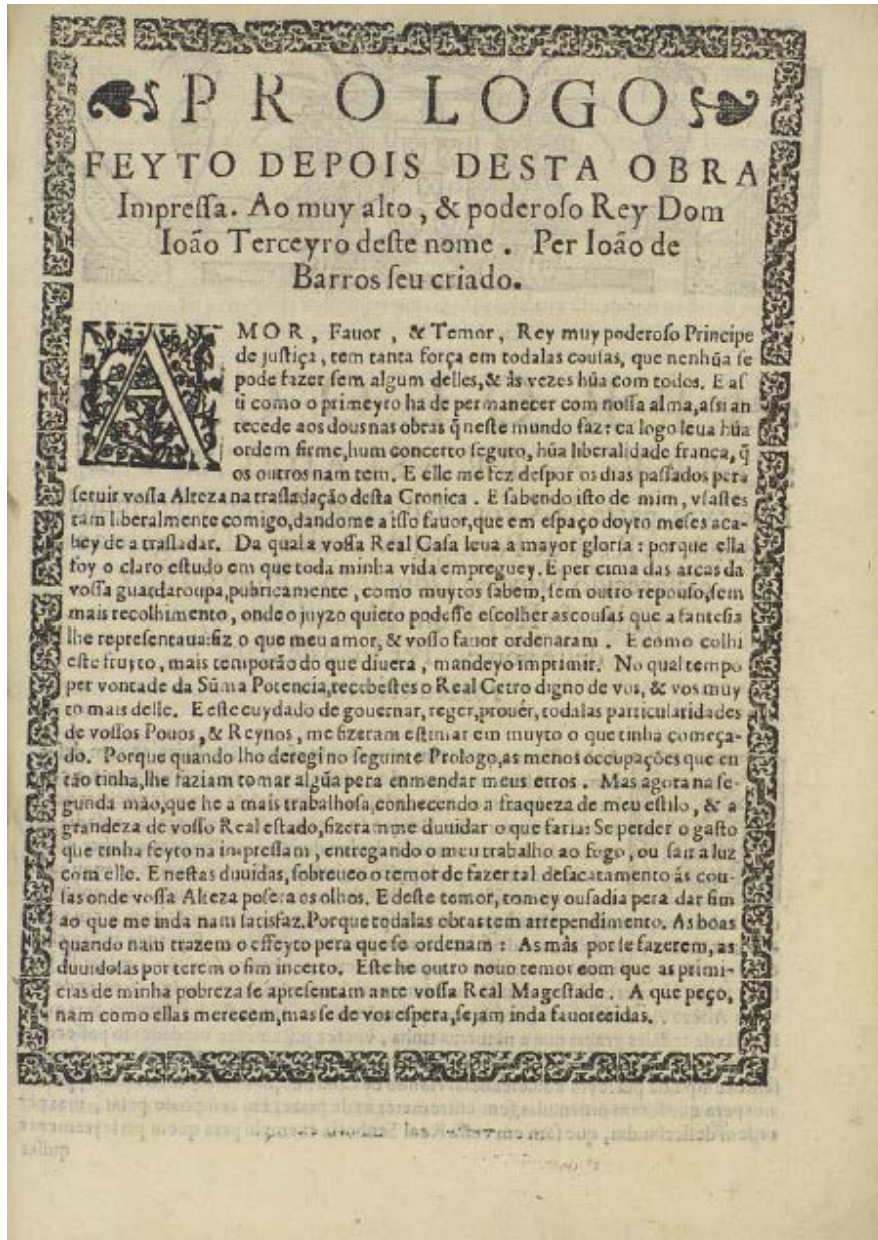 PROLOGO
FEYTO DEPOIS DESTA OBRA
Impreſſa. Ao muy alto, & poderoſo Rey Dom
Ioão Terceyro deſte nome. Per Ioão de
Barros ſeu criado.
AMOR, Fauor, & Temor, Rey muy poderoſo Principe
de juſtiça, tem tanta força em todalas couſas, que nenhũa ſe
pode fazer ſem algum delles, & às vezes hũa com todos. E aſ
ſi como o primeyro ha de permanecer com noſſa alma, aſsi an
tecede aos dous nas obras q̃ neſte mundo faz: ca logo leua hũa
ordem firme, hum concerto ſeguro, hũa liberalidade franca, q̃
os outros nam tem. E elle me fez deſpor os dias paſſados pera
ſeruir voſſa Alteza na trasladação deſta Cronica. E ſabendo iſto de mim, vſaſtes
tam liberalmente comigo, dandome a iſſo fauor, que em eſpaço doyto meſes aca-
bey de a trasladar. Da qual a voſſa Real Caſa leua a mayor gloria: porque ella
foy o claro eſtudo em que toda minha vida empreguey. E per cima das arcas da
voſſa guardaroupa, pubricamente, como muytos ſabem, ſem outro repouſo, ſem
mais recolhimento, onde o juyzo quieto podeſſe eſcolher as couſas que a fanteſia
lhe repreſentaua: fiz o que meu amor, & voſſo fauor ordenaram. E como colhi
eſte fruyto, mais temporão do que diuera, mandeyo imprimir. No qual tempo
per vontade da Sũma Potencia, recebeſtes o Real Cetro digno de vos, & vos muy
to mais delle. E eſte cuydado de gouernar, reger, prouér, todalas particularidades
de voſſos Pouos, & Reynos, me fizeram eſtimar em muyto o que tinha começa-
do. Porque quando lho deregi no ſeguinte Prologo, as menos occupações que en
tão tinha, lhe faziam tomar algũa pera enmendar meus erros. Mas agora na ſe-
gunda mão, que he a mais trabalhoſa, conhecendo a fraqueza de meu eſtilo, & a
grandeza de voſſo Real eſtado, fizeramme duuidar o que faria: Se perder o gaſto
que tinha feyto na impreſſam, entregando o meu trabalho ao fogo, ou ſair a luz
com elle. E neſtas duuidas, ſobreueo o temor de fazer tal deſacatamento ás cou-
ſas onde voſſa Alteza poſera os olhos. E deſte temor, tomey ouſadia pera dar fim
ao que me inda nam ſatisfaz. Porque todalas obras tem arrependimento. As boas
quando nam trazem o effeyto pera que ſe ordenam: As màs por ſe fazerem, as
duuidoſas por terem o fim incerto. Eſte he outro nouo temor com que as primi-
cias de minha pobreza ſe apreſentam ante voſſa Real Mageſtade. A que peço,
nam como ellas merecem, mas ſe de vos eſpera, ſejam inda fauorecidas.